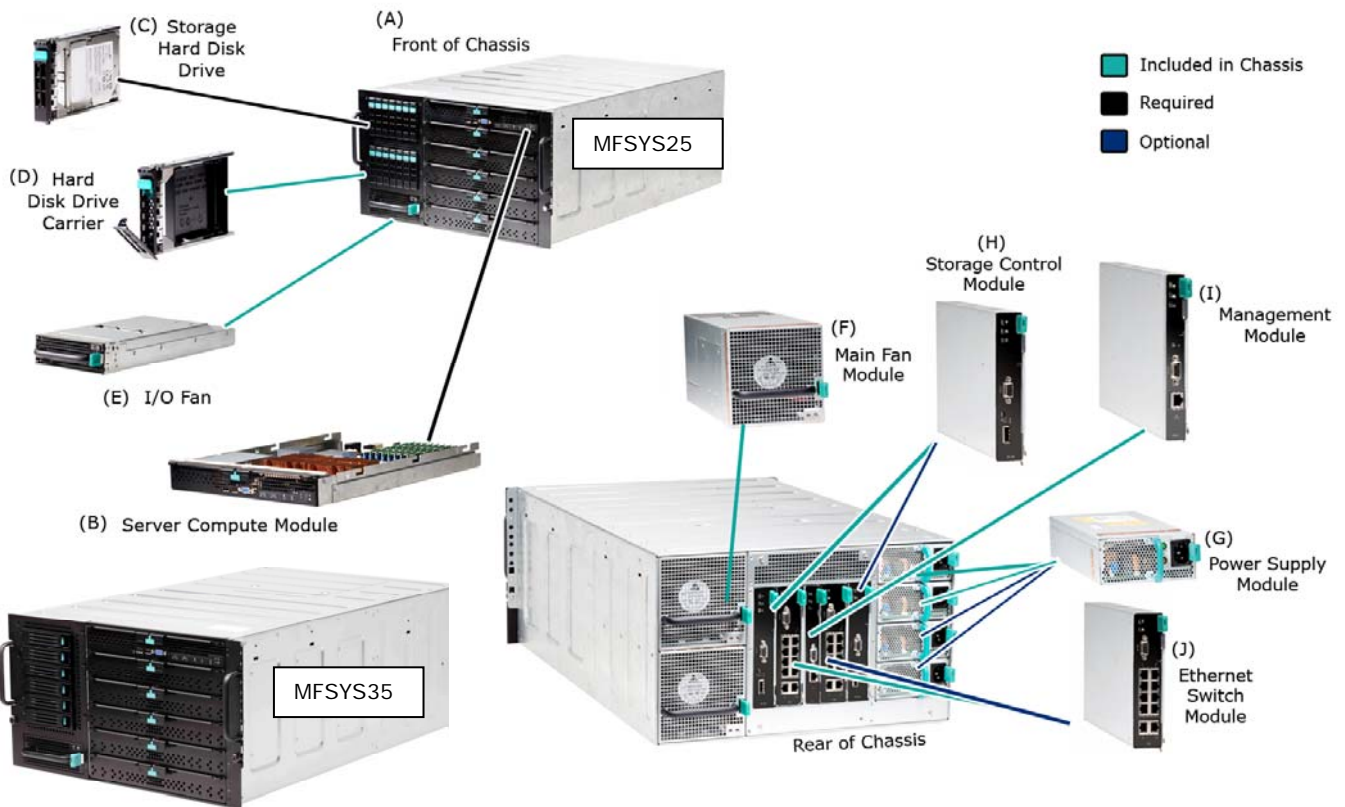 (C) Storage
Hard Disk
Drive
(A)
Front of Chassis
Included in Chassis
Required
Optional
MFSYS25
(D) Hard
Disk Drive
Carrier
(E) I/O Fan
(B) Server Compute Module
(H)
Storage Control
Module
(I)
Management
Module
(F)
Main Fan
Module
(G)
Power Supply
Module
(J)
Ethernet
Switch
Module
Rear of Chassis
MFSYS35